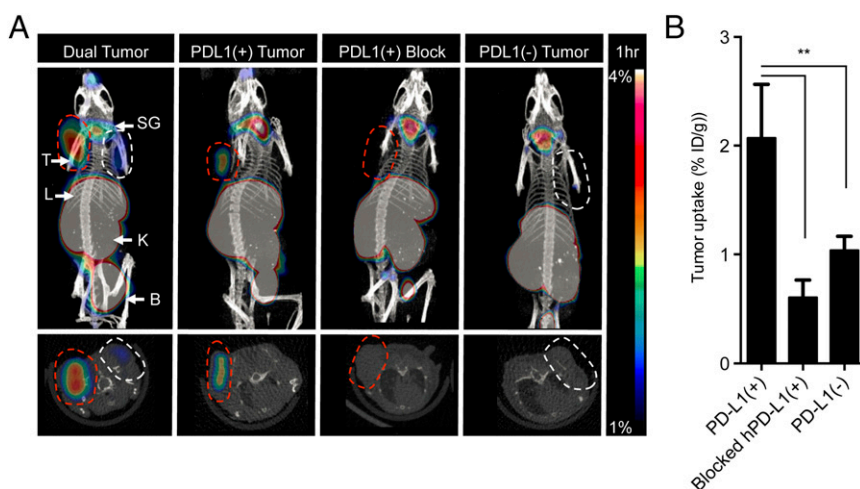 A
Dual Tumor
PDL1(+) Tumor
PDL1(+) Block
PDL1(-) Tumor
1hr
4%
SG
T
L
K
B
1%
B
Tumor uptake (% ID/g))
3
2
1
0
**
PD-L1(+)
Blocked hPD-L1(+)
PD-L1(-)